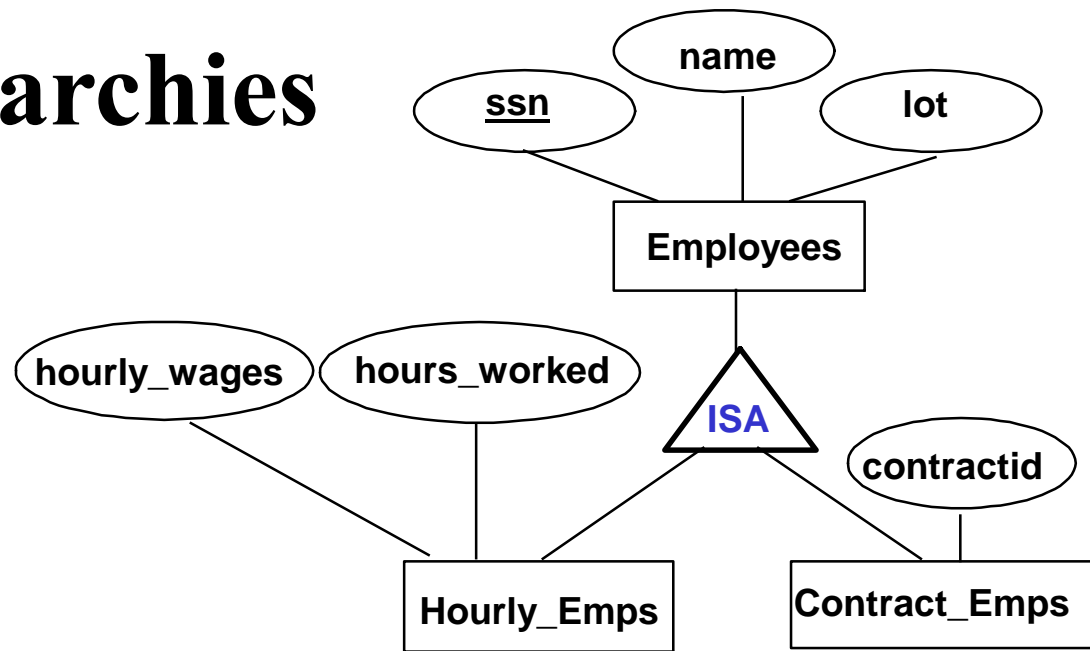 archies
name
ssn
lot
Employees
hourly_wages
hours_worked
ISA
contractid
Hourly_Emps
Contract_Emps